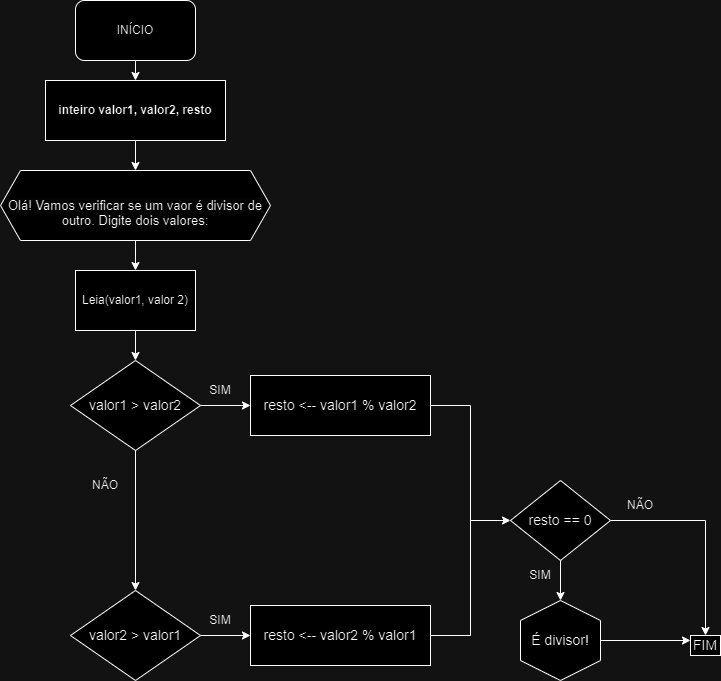 INÍCIO
inteiro valor1, valor2, resto
Olá! Vamos verificar se um vaor é divisor de
outro. Digite dois valores:
Leia(valor1, valor 2)
valor1 > valor2
SIM
resto <-- valor1 % valor2
NÃO
resto == 0
NÃO
SIM
valor2 > valor1
SIM
resto <-- valor2 % valor1
É divisor!
FIM